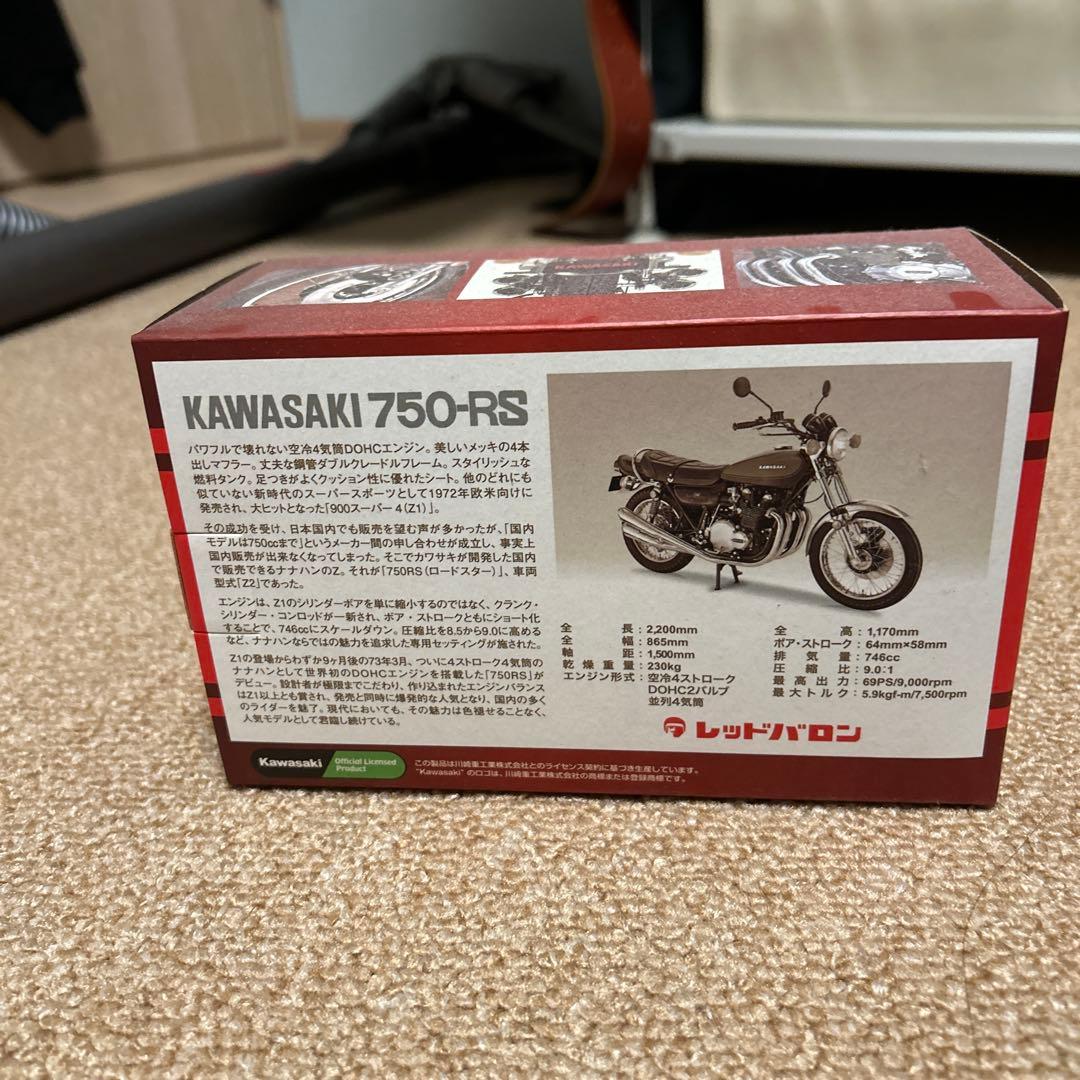 KAWASAKI 750-RS
パワフルで壊れない空冷4気筒DOHCエンジン。美しいメッキの4本
出しマフラー。丈夫な鋼管ダブルクレードルフレーム。スタイリッシュな
燃料タンク。足つきがよくクッション性に優れたシート。他のどれにも
似ていない新時代のスーパースポーツとして1972年欧米向けに
発売され、大ヒットとなった「900スーパー4(Z1)」。
その成功を受け、日本国内でも販売を望む声が多かったが、「国内
モデルは750ccまで」というメーカー間の申し合わせが成立し、事実上
国内販売が出来なくなってしまった。そこでカワサキが開発した国内
で販売できるナナハンのZ。それが「750RS(ロードスター)」、車両
型式「Z2」であった。
エンジンは、Z1のシリンダーボアを単に縮小するのではなく、クランク・
シリンダー・コンロッドが一新され、ボア・ストロークともにショート化
することで、746ccにスケールダウン。圧縮比を8.5から9.0に高める
など、ナナハンならではの魅力を追求した専用セッティングが施された。
Z1の登場からわずか9ヶ月後の73年3月、ついに4ストローク4気筒の
ナナハンとして世界初のDOHCエンジンを搭載した「750RS」が
デビュー。設計者が極限までこだわり、作り込まれたエンジンバランス
はZ1以上とも賞され、発売と同時に爆発的な人気となり、国内の多く
のライダーを魅了。現代においても、その魅力は色褪せることなく、
人気モデルとして君臨し続けている。
KAWASAKI
全長:2,200mm
全幅:865mm
軸距:1,500mm
乾燥重量:230kg
エンジン形式:空冷4ストローク
DOHC2バルブ
並列4気筒
全高:1,170mm
ボア・ストローク:64mm×58mm
排気量:746cc
圧縮比:9.0:1
最高出力:69PS/9,000rpm
最大トルク:5.9kgf-m/7,500rpm
レッドバロン
Kawasaki
Official Licensed
Product
この製品は川崎重工業株式会社とのライセンス契約に基づき生産しています。
"Kawasaki"のロゴは、川崎重工業株式会社の商標または登録商標です。